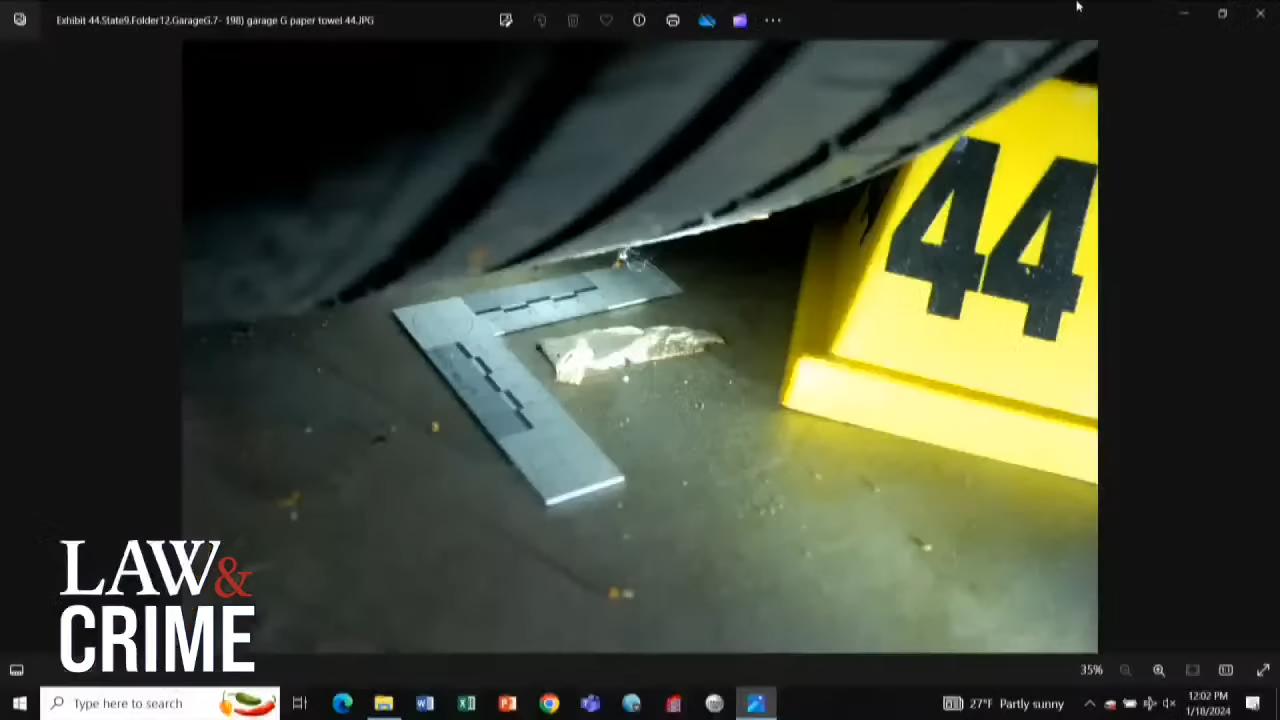 Exhibit 44.State9.Folder12.GarageG.7- 198) garage G paper towel 44.JPG
44
LAW&
CRIME
35%
Type here to search
27°F Partly sunny
12:02 PM
1/18/2024